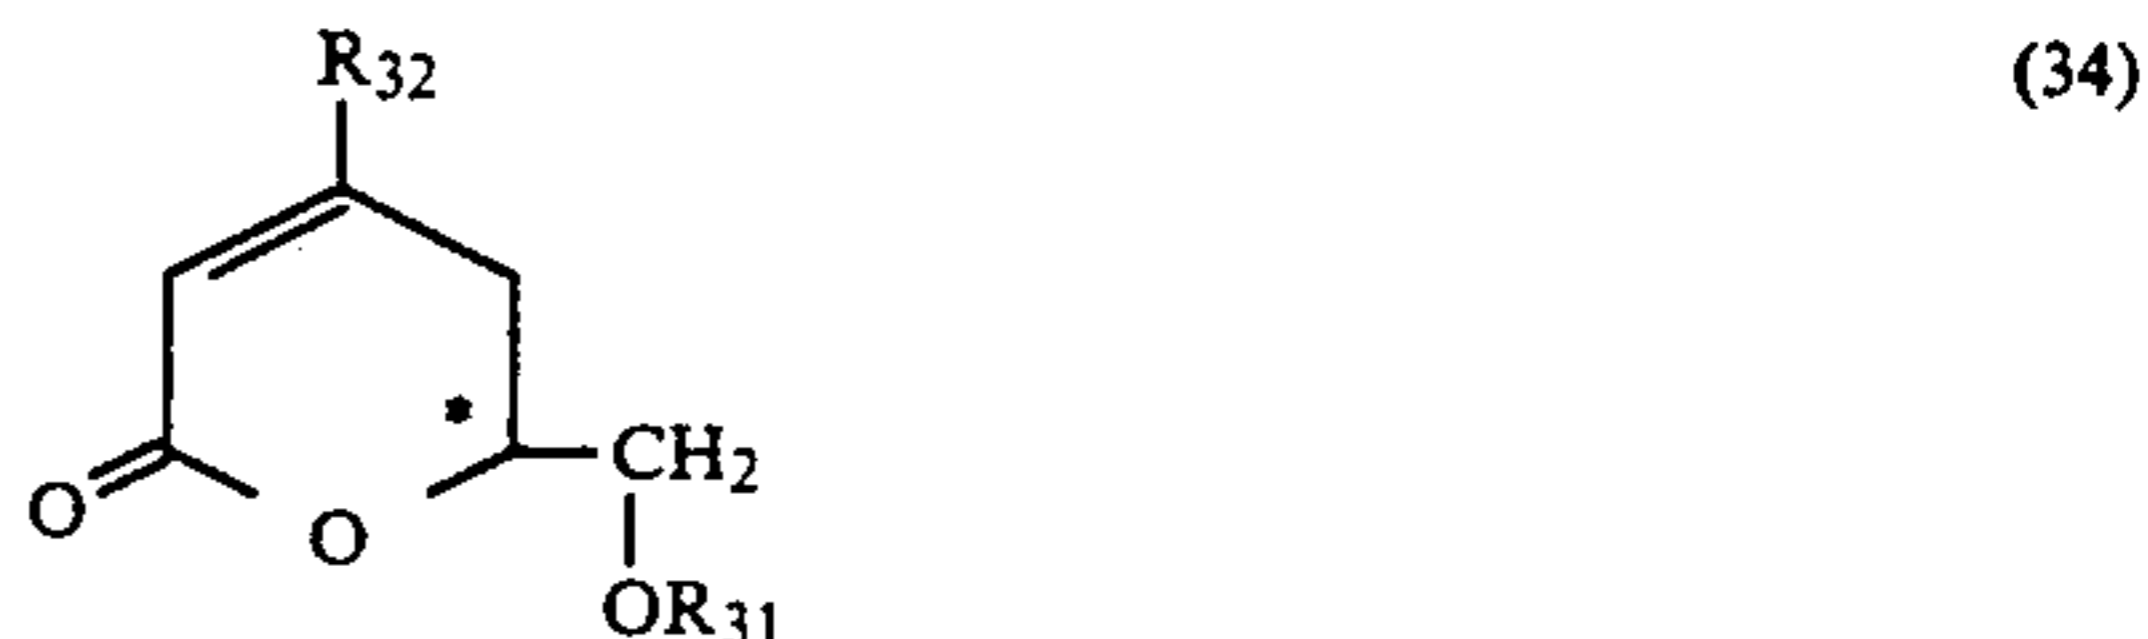 R32 (34)
*
CH2
O
O
OR31